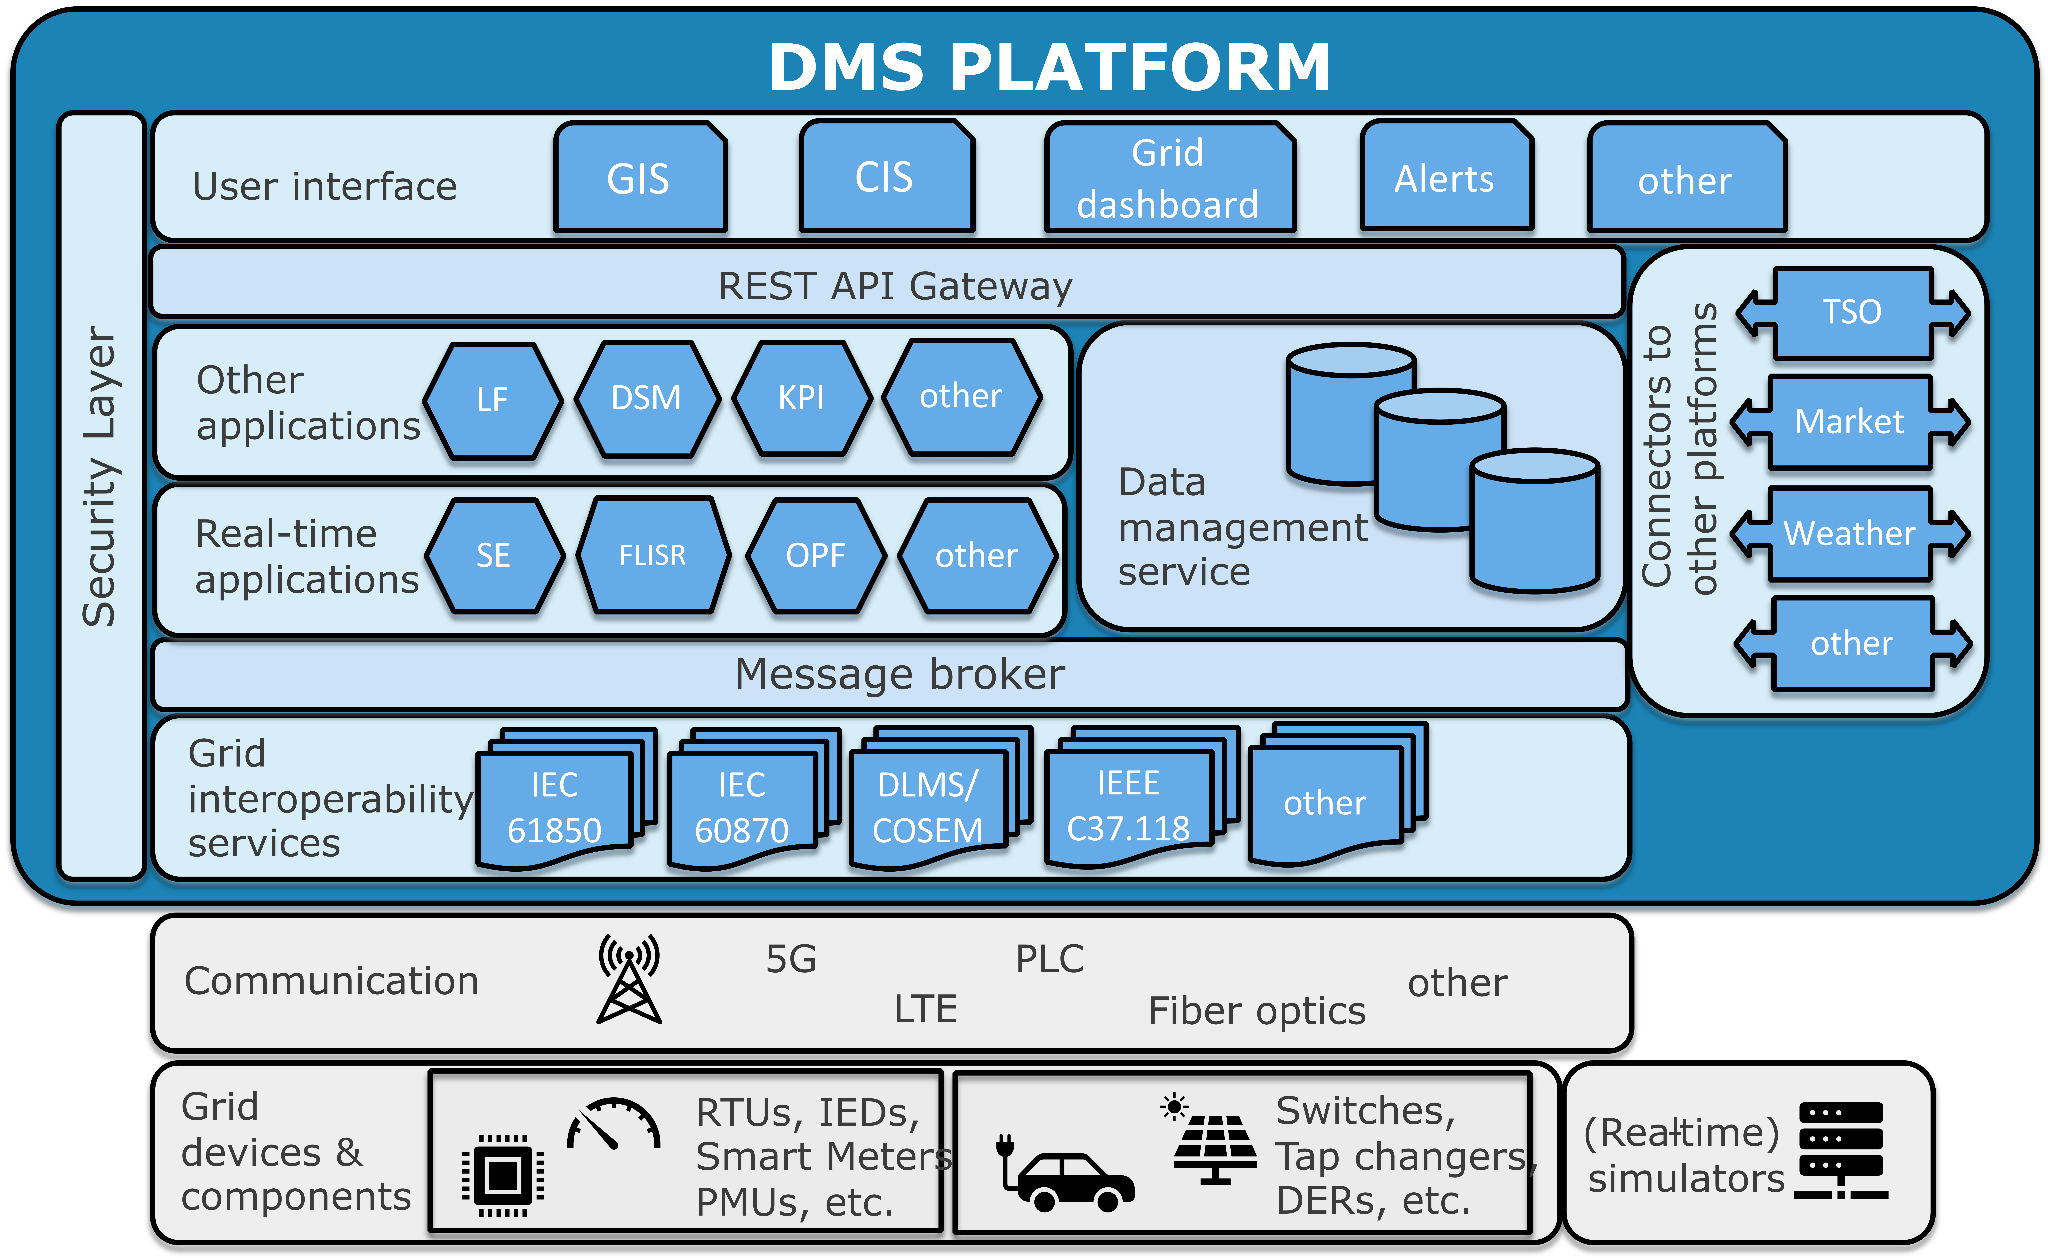 DMS PLATFORM
Security Layer
User interface
GIS
CIS
Grid
dashboard
Alerts
other
REST API Gateway
Other
applications
LF
DSM
KPI
other
Real-time
applications
SE
FLISR
OPF
other
Data
management
service
Connectors to
other platforms
TSO
Market
Weather
other
Message broker
Grid
interoperability
services
IEC
61850
IEC
60870
DLMS/
COSEM
IEEE
C37.118
other
Communication
5G
LTE
PLC
Fiber optics
other
Grid
devices &
components
RTUs, IEDs,
Smart Meters
PMUs, etc.
Switches,
Tap changers,
DERs, etc.
(Real-time)
simulators